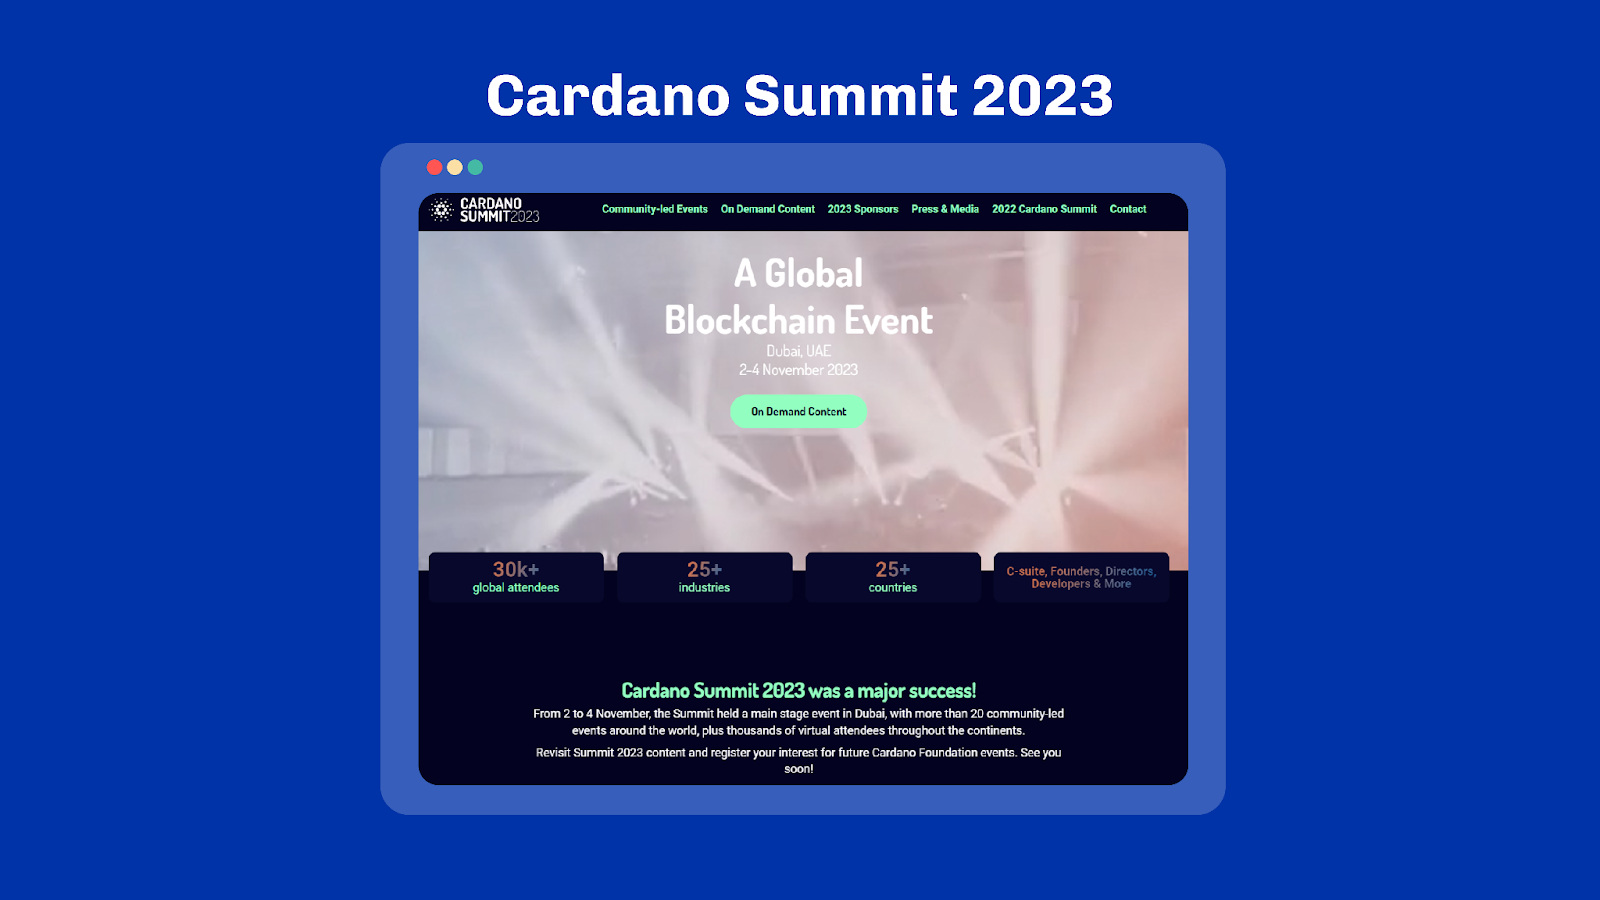 Cardano Summit 2023
CARDANO
SUMMIT2023
Community-led Events On Demand Content 2023 Sponsors Press & Media 2022 Cardano Summit Contact
A Global
Blockchain Event
Dubai, UAE
2-4 November 2023
On Demand Content
30k+
global attendees
25+
industries
25+
countries
C-suite, Founders, Directors,
Developers & More
Cardano Summit 2023 was a major success!
From 2 to 4 November, the Summit held a main stage event in Dubai, with more than 20 community-led
events around the world, plus thousands of virtual attendees throughout the continents.
Revisit Summit 2023 content and register your interest for future Cardano Foundation events. See you
soon!